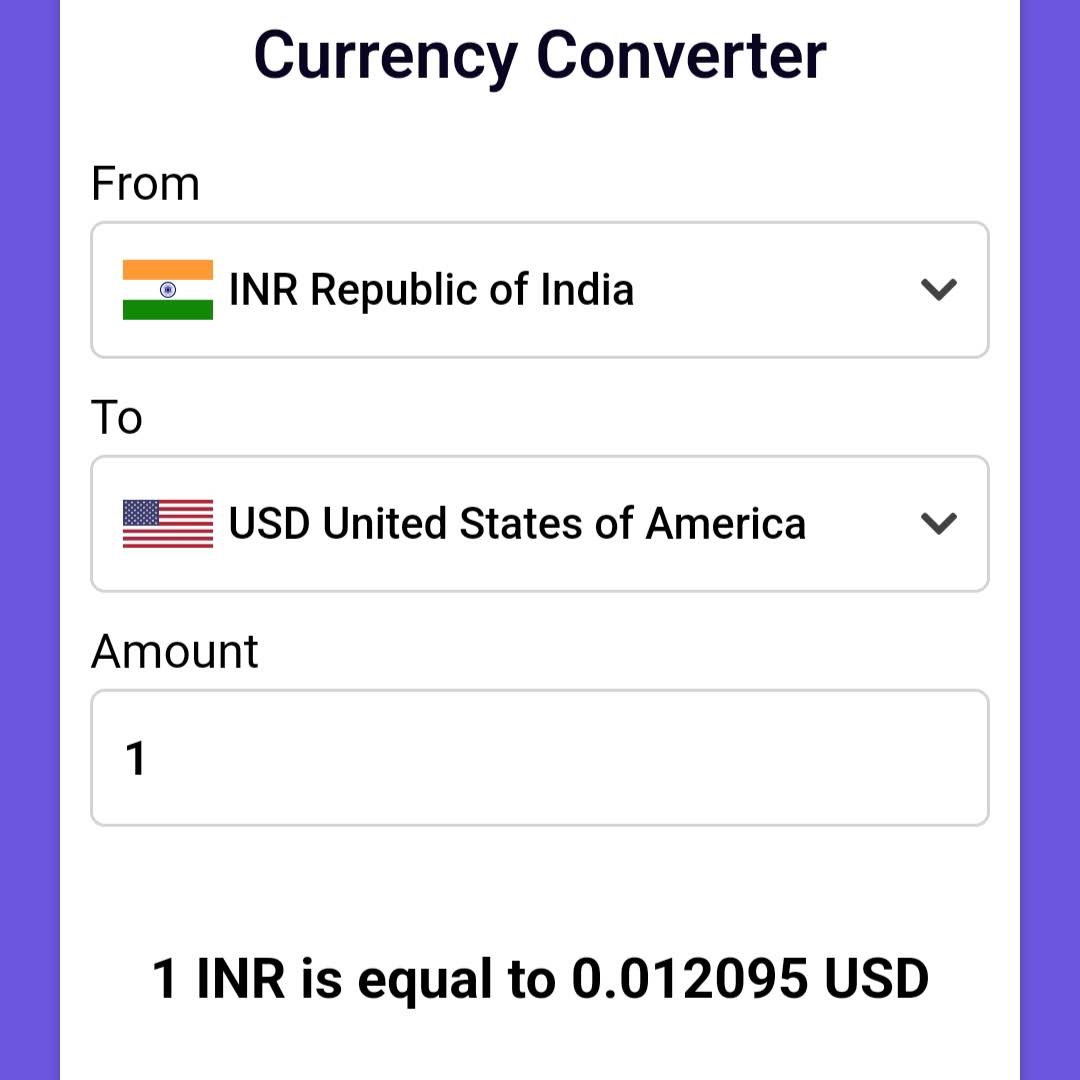 Currency Converter
From
INR Republic of India
To
USD United States of America
Amount
1
1 INR is equal to 0.012095 USD